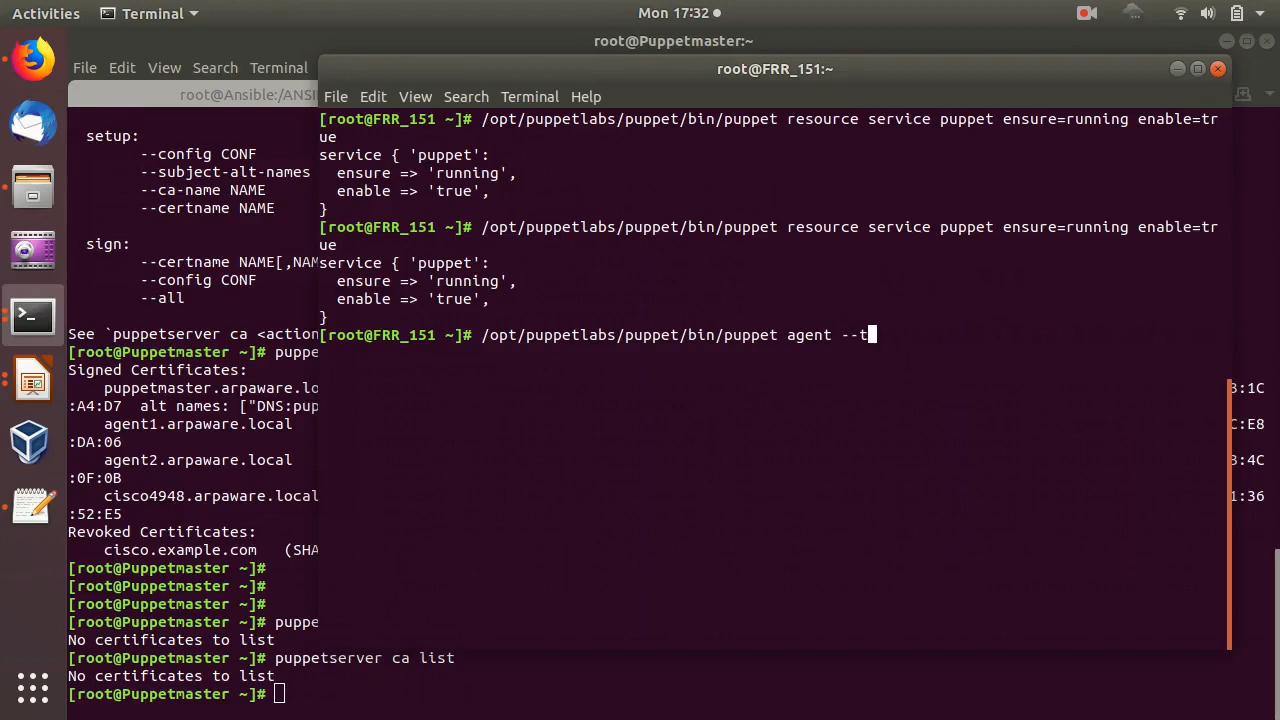 Activities
Terminal
Mon 17:32
root@Puppetmaster:~
File Edit View Search Terminal
root@Ansible:/ANSI
setup:
--config CONF
--subject-alt-names
--ca-name NAME
--certname NAME
sign:
--certname NAME[,NAM
--config CONF
--all
See `puppetserver ca <action
[root@Puppetmaster ~]# puppe
Signed Certificates:
puppetmaster.arpaware.lo
3:1C
:A4:D7 alt names: ["DNS:pup
agent1.arpaware.local
C:E8
:DA:06
agent2.arpaware.local
3:4C
:0F:0B
cisco4948.arpaware.local
1:36
:52:E5
Revoked Certificates:
cisco.example.com (SHA
[root@Puppetmaster ~]#
[root@Puppetmaster ~]#
[root@Puppetmaster ~]#
[root@Puppetmaster ~]# puppe
No certificates to list
[root@Puppetmaster ~]# puppetserver ca list
No certificates to list
[root@Puppetmaster ~]#
root@FRR_151:~
File Edit View Search Terminal Help
[root@FRR_151 ~]# /opt/puppetlabs/puppet/bin/puppet resource service puppet ensure=running enable=tr
ue
service { 'puppet':
ensure => 'running',
enable => 'true',
}
[root@FRR_151 ~]# /opt/puppetlabs/puppet/bin/puppet resource service puppet ensure=running enable=tr
ue
service { 'puppet':
ensure => 'running',
enable => 'true',
}
[root@FRR_151 ~]# /opt/puppetlabs/puppet/bin/puppet agent --t